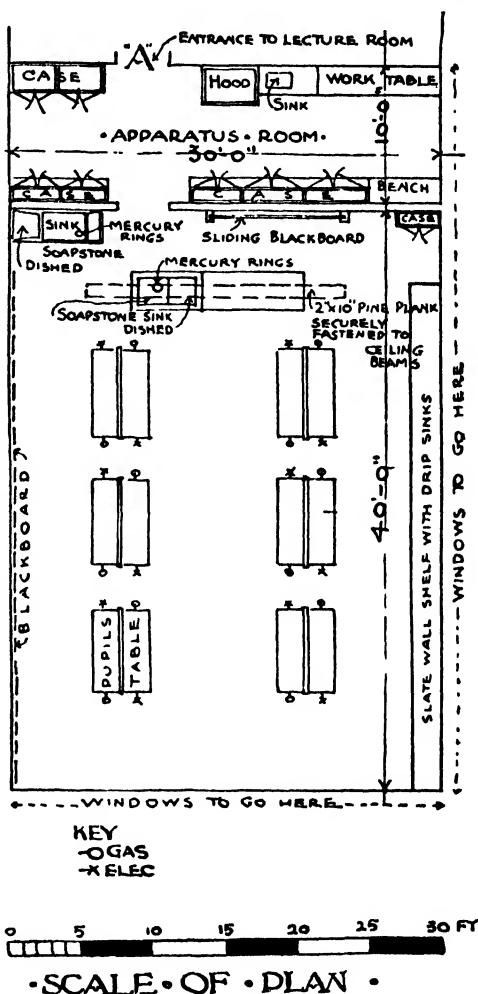 "A"
ENTRANCE TO LECTURE ROOM
CASE
HOOD
SINK
WORK TABLE
10'-0"
·APPARATUS·ROOM·
30'-0"
CASE
CASE
BENCH
SINK
MERCURY
RINGS
SOAPSTONE
DISHED
SLIDING BLACKBOARD
CASE
MERCURY RINGS
SOAPSTONE SINK
DISHED
2"x10" PINE PLANK
SECURELY
FASTENED TO
CEILING
BEAMS
BLACKBOARD
40'-0"
SLATE WALL SHELF WITH DRIP SINKS
WINDOWS TO GO HERE
PUPILS
TABLE
WINDOWS TO GO HERE
KEY
GAS
ELEC
0 5 10 15 20 25 30 FT
·SCALE·OF·PLAN·